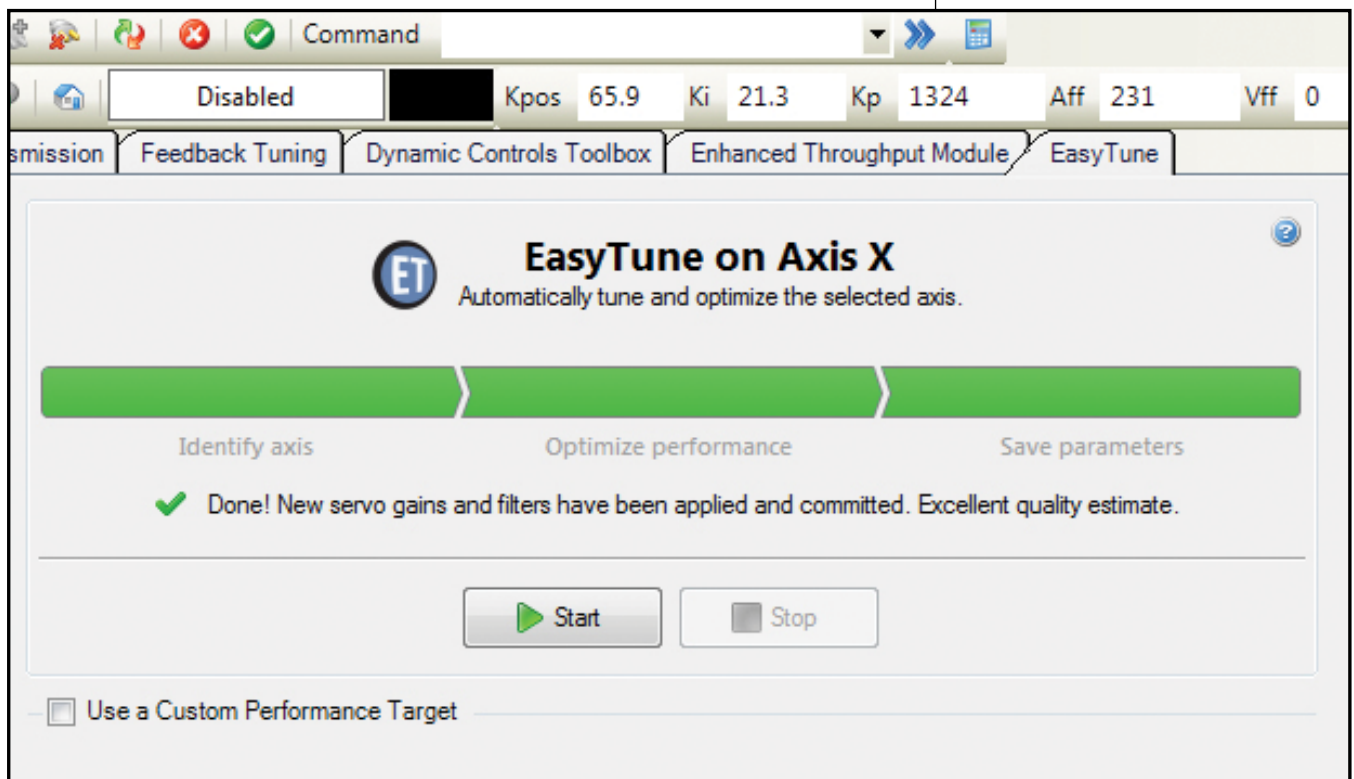 Command
Disabled Kpos 65.9 Ki 21.3 Kp 1324 Aff 231 Vff 0
smission Feedback Tuning Dynamic Controls Toolbox Enhanced Throughput Module EasyTune
ET
EasyTune on Axis X
Automatically tune and optimize the selected axis.
Identify axis Optimize performance Save parameters
Done! New servo gains and filters have been applied and committed. Excellent quality estimate.
Start Stop
Use a Custom Performance Target